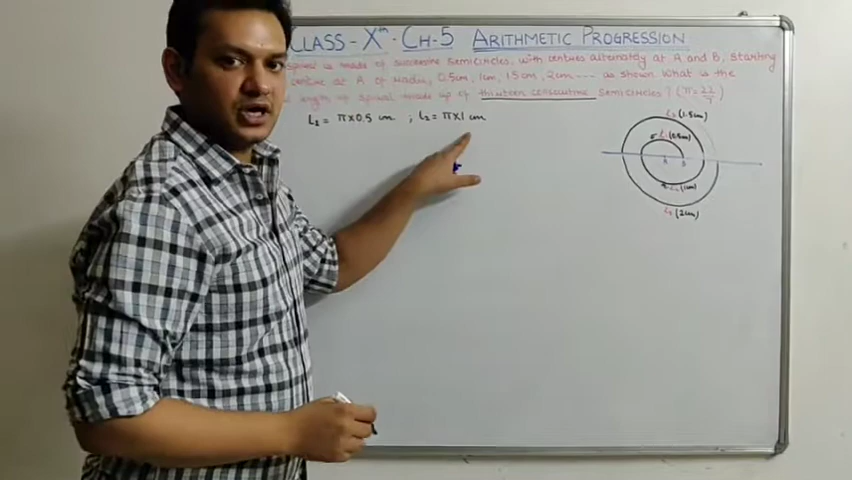 CLASS-Xth CH-5 ARITHMETIC PROGRESSION
spiral is made of successive semicircles, with centres alternately at A and B, starting
centre at A of radius, 0.5cm, 1cm, 1.5cm, 2cm .... as shown. What is the
length of spiral made up of thirteen consecutive semicircles? (π = 22/7)
l1 = π×0.5 cm ; l2 = π×1 cm
l3 (1.5cm)
l1 (0.5cm)
A B
l2 (1cm)
l4 (2cm)